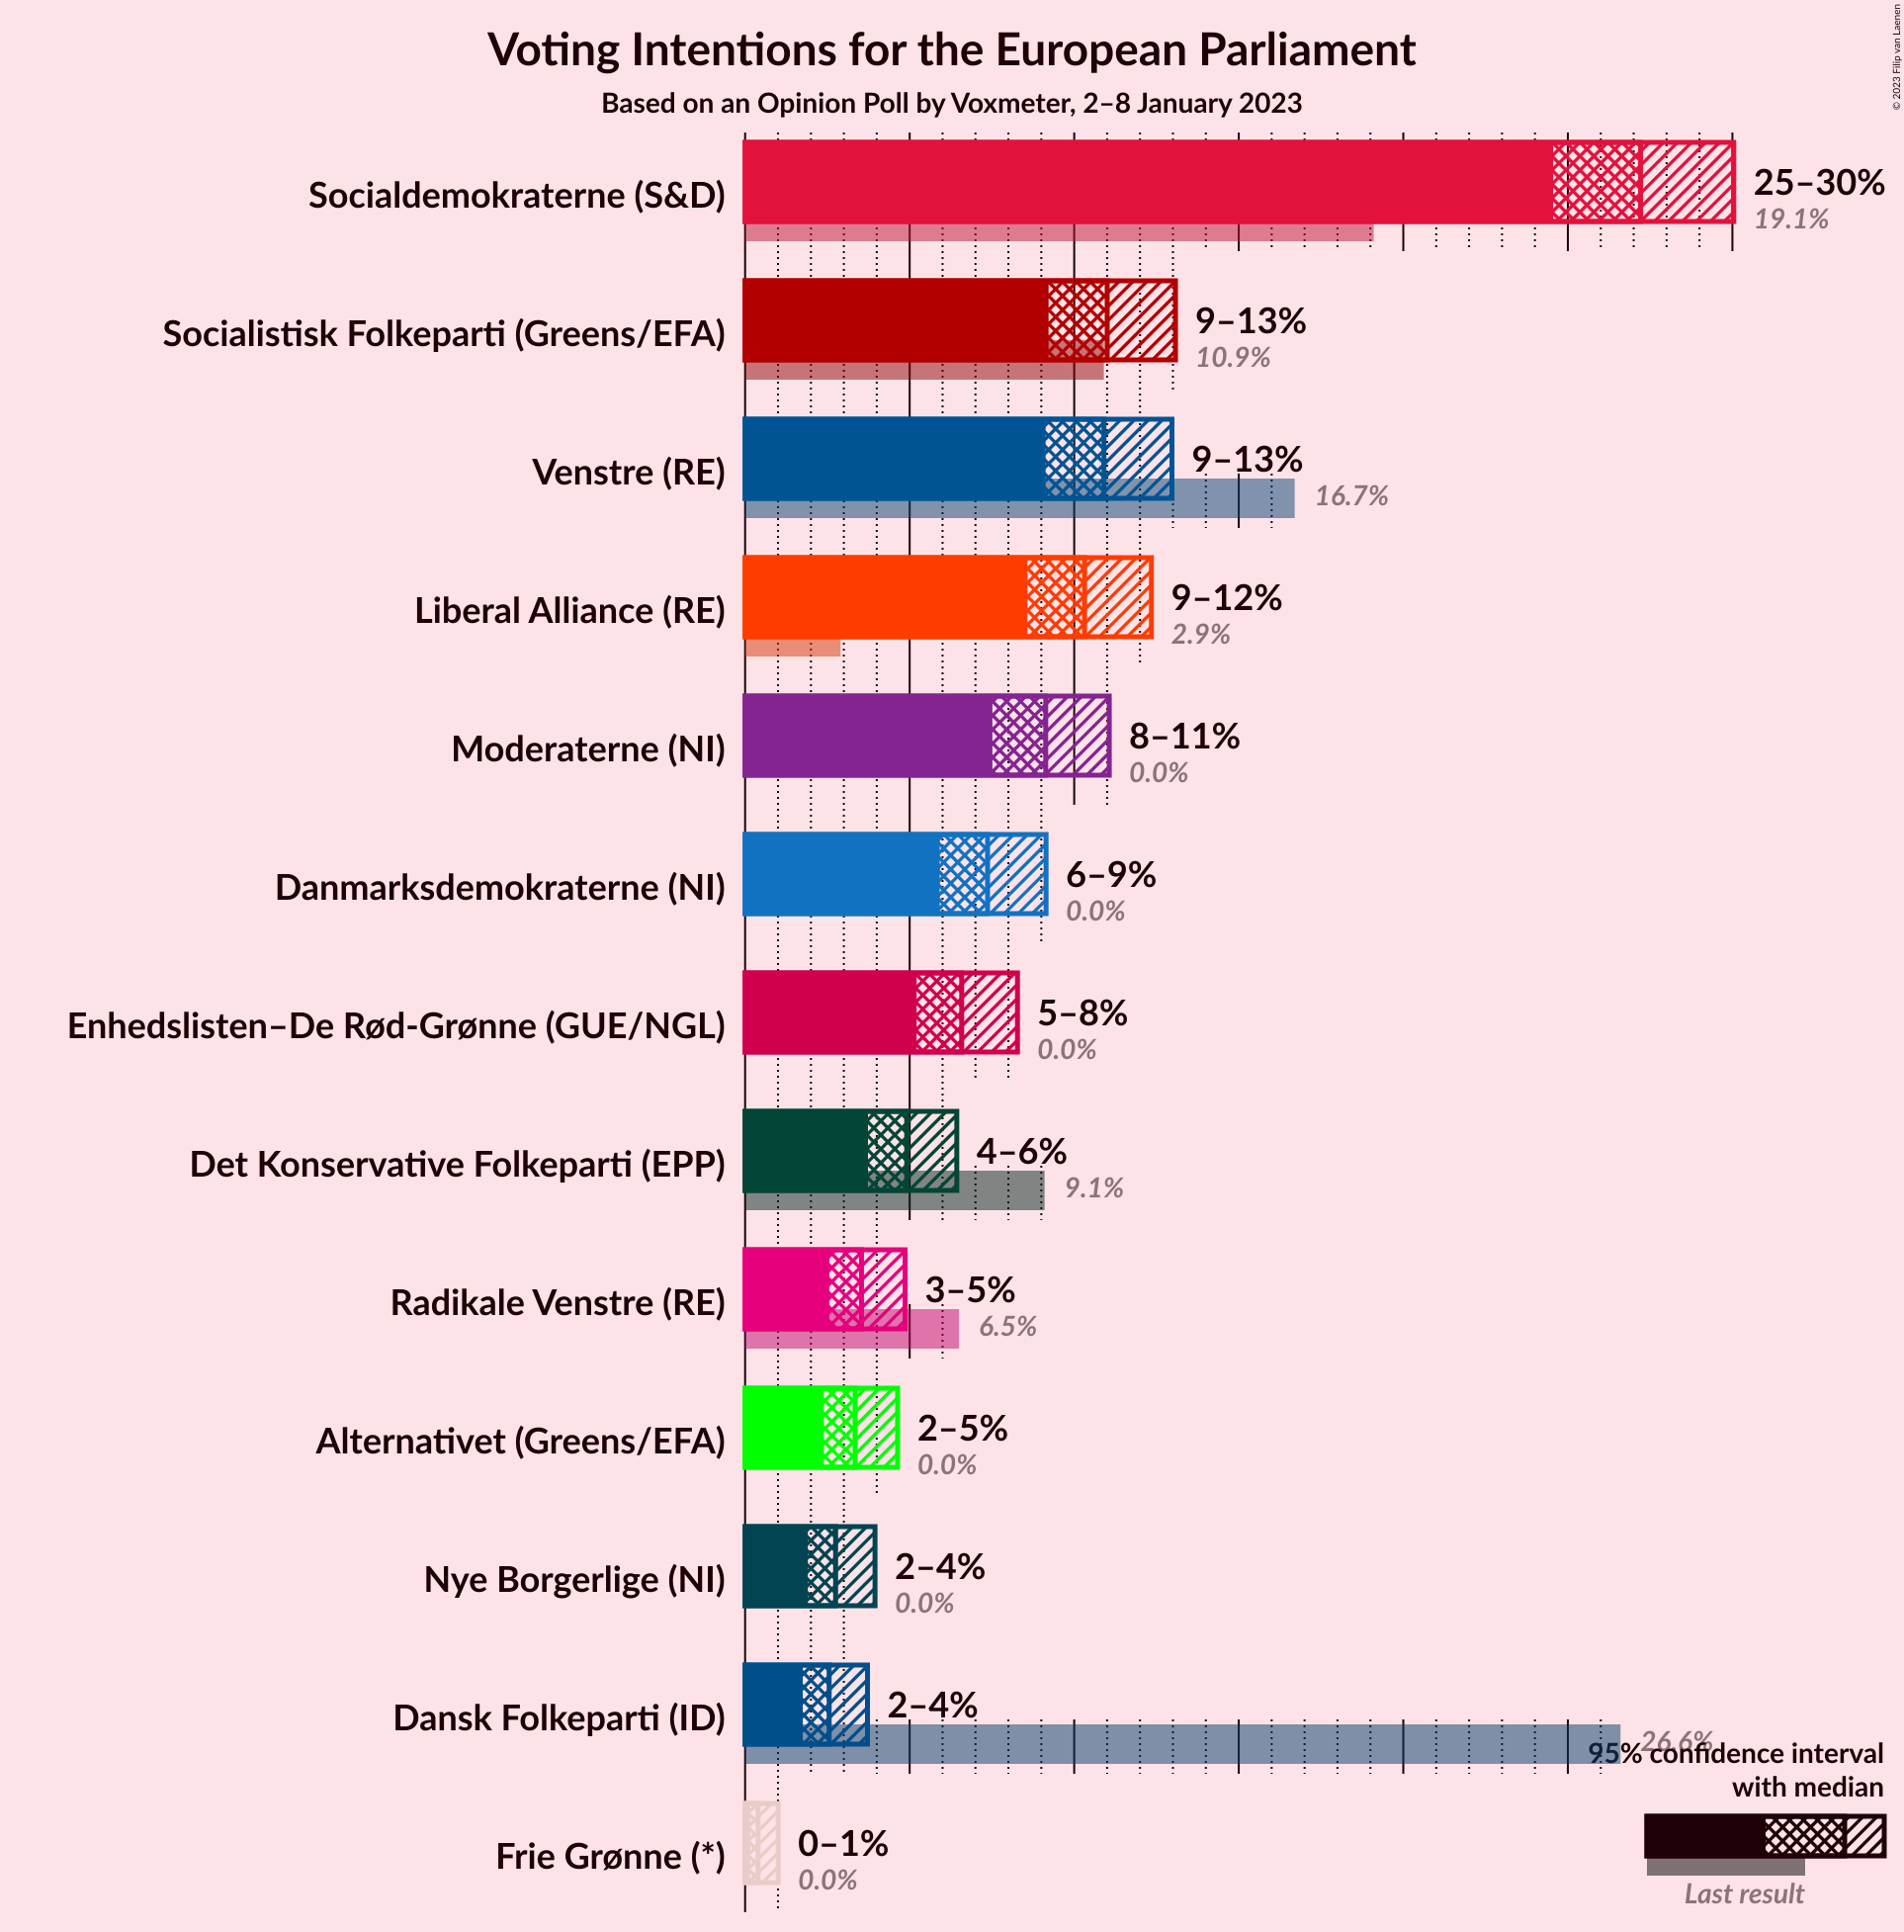 Voting Intentions for the European Parliament
Based on an Opinion Poll by Voxmeter, 2–8 January 2023
© 2023 Filip van Laenen
Socialdemokraterne (S&D)
25–30%
19.1%
Socialistisk Folkeparti (Greens/EFA)
9–13%
10.9%
Venstre (RE)
9–13%
16.7%
Liberal Alliance (RE)
9–12%
2.9%
Moderaterne (NI)
8–11%
0.0%
Danmarksdemokraterne (NI)
6–9%
0.0%
Enhedslisten–De Rød-Grønne (GUE/NGL)
5–8%
0.0%
Det Konservative Folkeparti (EPP)
4–6%
9.1%
Radikale Venstre (RE)
3–5%
6.5%
Alternativet (Greens/EFA)
2–5%
0.0%
Nye Borgerlige (NI)
2–4%
0.0%
Dansk Folkeparti (ID)
2–4%
26.6%
Frie Grønne (*)
0–1%
0.0%
95% confidence interval
with median
Last result